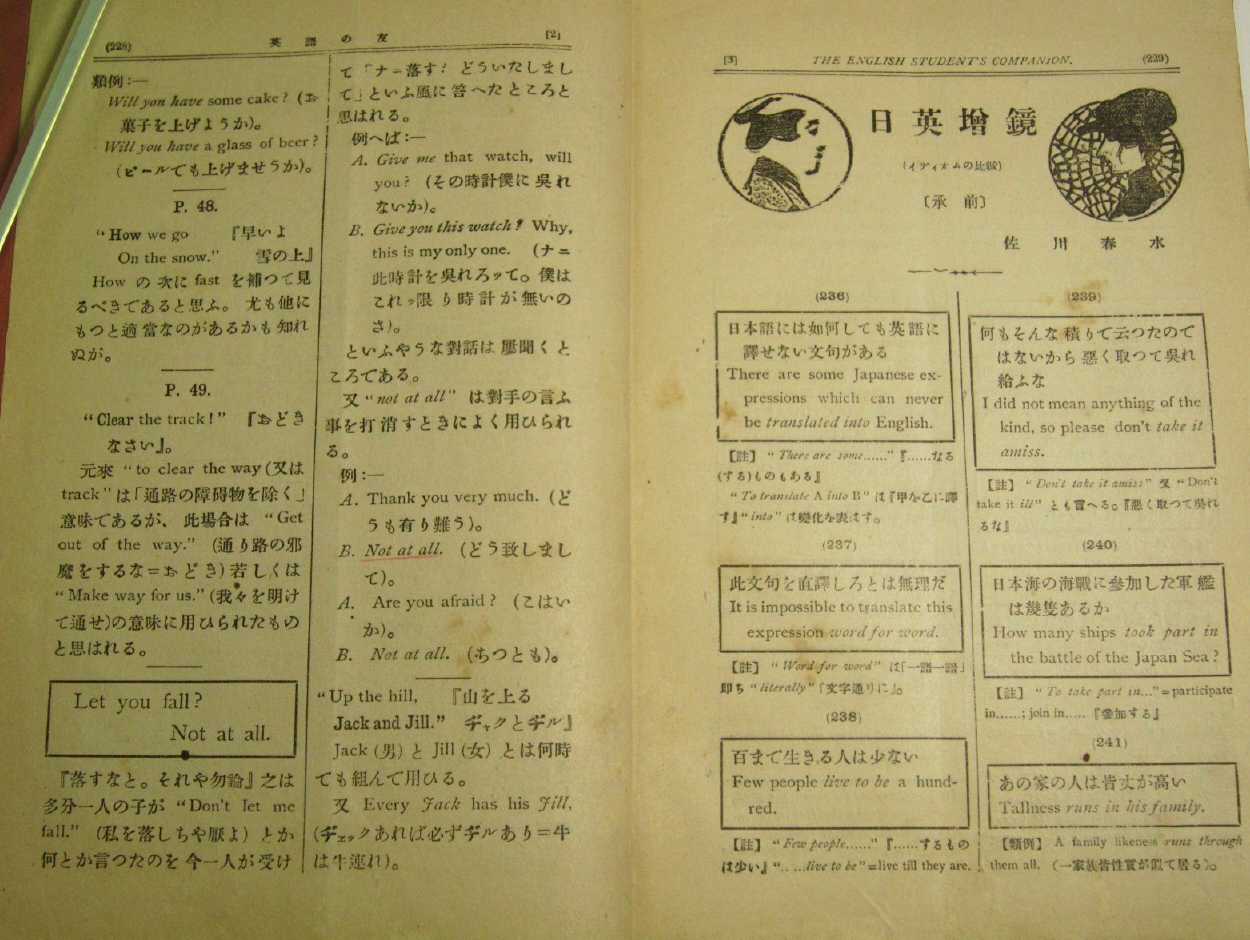 (228) 英語の友 [2]
類例:—
Will you have some cake? (お
菓子を上げようか)。
Will you have a glass of beer?
(ビールでも上げませうか)。
P. 48.
"How we go 『早いよ
On the snow." 雪の上』
How の次に fast を補つて見
るべきであると思ふ。 尤も他に
もつと適當なのがあるかも知れ
ぬが。
P. 49.
"Clear the track!" 『おどき
なさい』。
元來 "to clear the way (又は
track" は「通路の障碍物を除く」
意味であるが、此場合は "Get
out of the way." (通り路の邪
魔をするな=おどき) 若しくは
"Make way for us." (我々を明け
て通せ)の意味に用ひられたもの
と思はれる。
Let you fall?
Not at all.
『落すなと。それや勿論』之は
多分一人の子が "Don't let me
fall." (私を落しちや厭よ) とか
何とか言つたのを今一人が受け
て「ナニ落す? どういたしまし
て」といふ風に答へたところと
思はれる。
例へば:—
A. Give me that watch, will
you? (その時計僕に呉れ
ないか)。
B. Give you this watch? Why,
this is my only one. (ナニ
此時計を呉れろッて。僕は
これッ限り時計が無いの
さ)。
といふやうな對話は屡聞くと
ころである。
又 "not at all" は對手の言ふ
事を打消すときによく用ひられ
る。
例:—
A. Thank you very much. (ど
うも有り難う)。
B. Not at all. (どう致しまし
て)。
A. Are you afraid? (こはい
か)。
B. Not at all. (ちつとも)。
"Up the hill, 『山を上る
Jack and Jill." ヂャクとヂル』
Jack (男) と Jill (女) とは何時
でも組んで用ひる。
又 Every Jack has his Jill,
(ヂェックあれば必ずヂルあり=牛
は牛連れ)。
[3] THE ENGLISH STUDENT'S COMPANION. (229)
日英增鏡
(イディオムの比較)
〔承前〕
佐川春水
(236)
日本語には如何しても英語に
譯せない文句がある
There are some Japanese ex-
pressions which can never
be translated into English.
【註】 "There are some......" 『......なる
(する)ものもある』
"To translate A into B" は『甲を乙に譯
す』 "into" は變化を表はす。
(237)
此文句を直譯しろとは無理だ
It is impossible to translate this
expression word for word.
【註】 "Word for word" は「一語一語」
即ち "literally" 「文字通りに」。
(238)
百まで生きる人は少ない
Few people live to be a hund-
red.
【註】 "Few people......" 『......するもの
は少い』 "......live to be" =live till they are.
(239)
何もそんな積りで云つたので
はないから惡く取つて呉れ
給ふな
I did not mean anything of the
kind, so please don't take it
amiss.
【註】 "Don't take it amiss" 又 "Don't
take it ill" とも言へる。『惡く取つて呉れ
るな』
(240)
日本海の海戰に參加した軍艦
は幾隻あるか
How many ships took part in
the battle of the Japan Sea?
【註】 "To take part in..." =participate
in......; join in..... 『參加する』
(241)
あの家の人は皆丈が高い
Tallness runs in his family.
【類例】 A family likeness runs through
them all. (一家族皆性質が似て居る)。